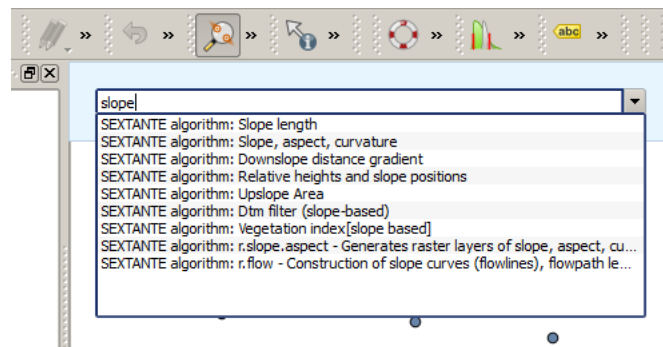 » » » » » abc »
slope
SEXTANTE algorithm: Slope length
SEXTANTE algorithm: Slope, aspect, curvature
SEXTANTE algorithm: Downslope distance gradient
SEXTANTE algorithm: Relative heights and slope positions
SEXTANTE algorithm: Upslope Area
SEXTANTE algorithm: Dtm filter (slope-based)
SEXTANTE algorithm: Vegetation index[slope based]
SEXTANTE algorithm: r.slope.aspect - Generates raster layers of slope, aspect, cu...
SEXTANTE algorithm: r.flow - Construction of slope curves (flowlines), flowpath le...